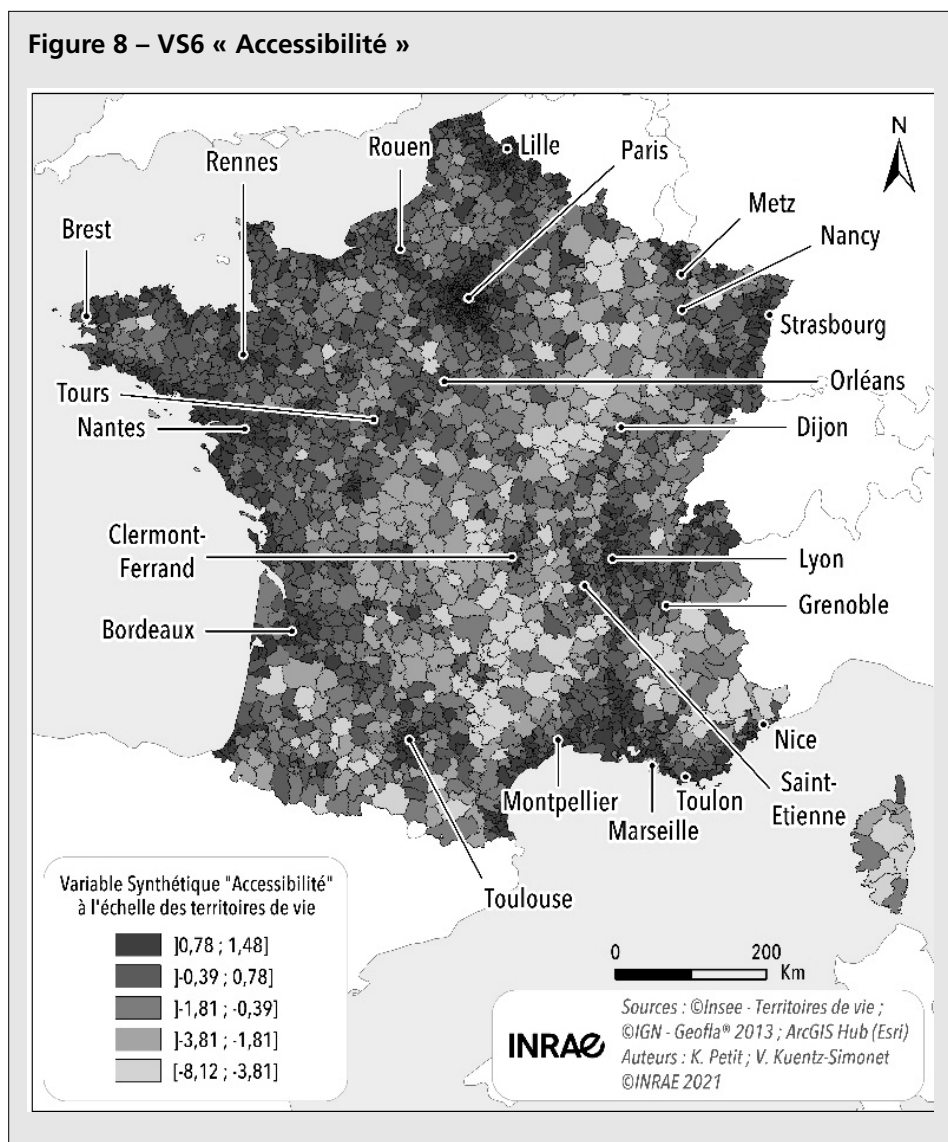 Figure 8 – VS6 « Accessibilité »
N
Rouen
Lille
Paris
Rennes
Metz
Brest
Nancy
Strasbourg
Orléans
Tours
Nantes
Dijon
Clermont-
Ferrand
Lyon
Grenoble
Bordeaux
Nice
Saint-
Etienne
Montpellier
Toulon
Marseille
Toulouse
Variable Synthétique "Accessibilité"
à l'échelle des territoires de vie
]0,78 ; 1,48]
]-0,39 ; 0,78]
]-1,81 ; -0,39]
]-3,81 ; -1,81]
[-8,12 ; -3,81]
0 200
Km
INRAE
Sources : ©Insee - Territoires de vie ;
©IGN - Geofla® 2013 ; ArcGIS Hub (Esri)
Auteurs : K. Petit ; V. Kuentz-Simonet
©INRAE 2021